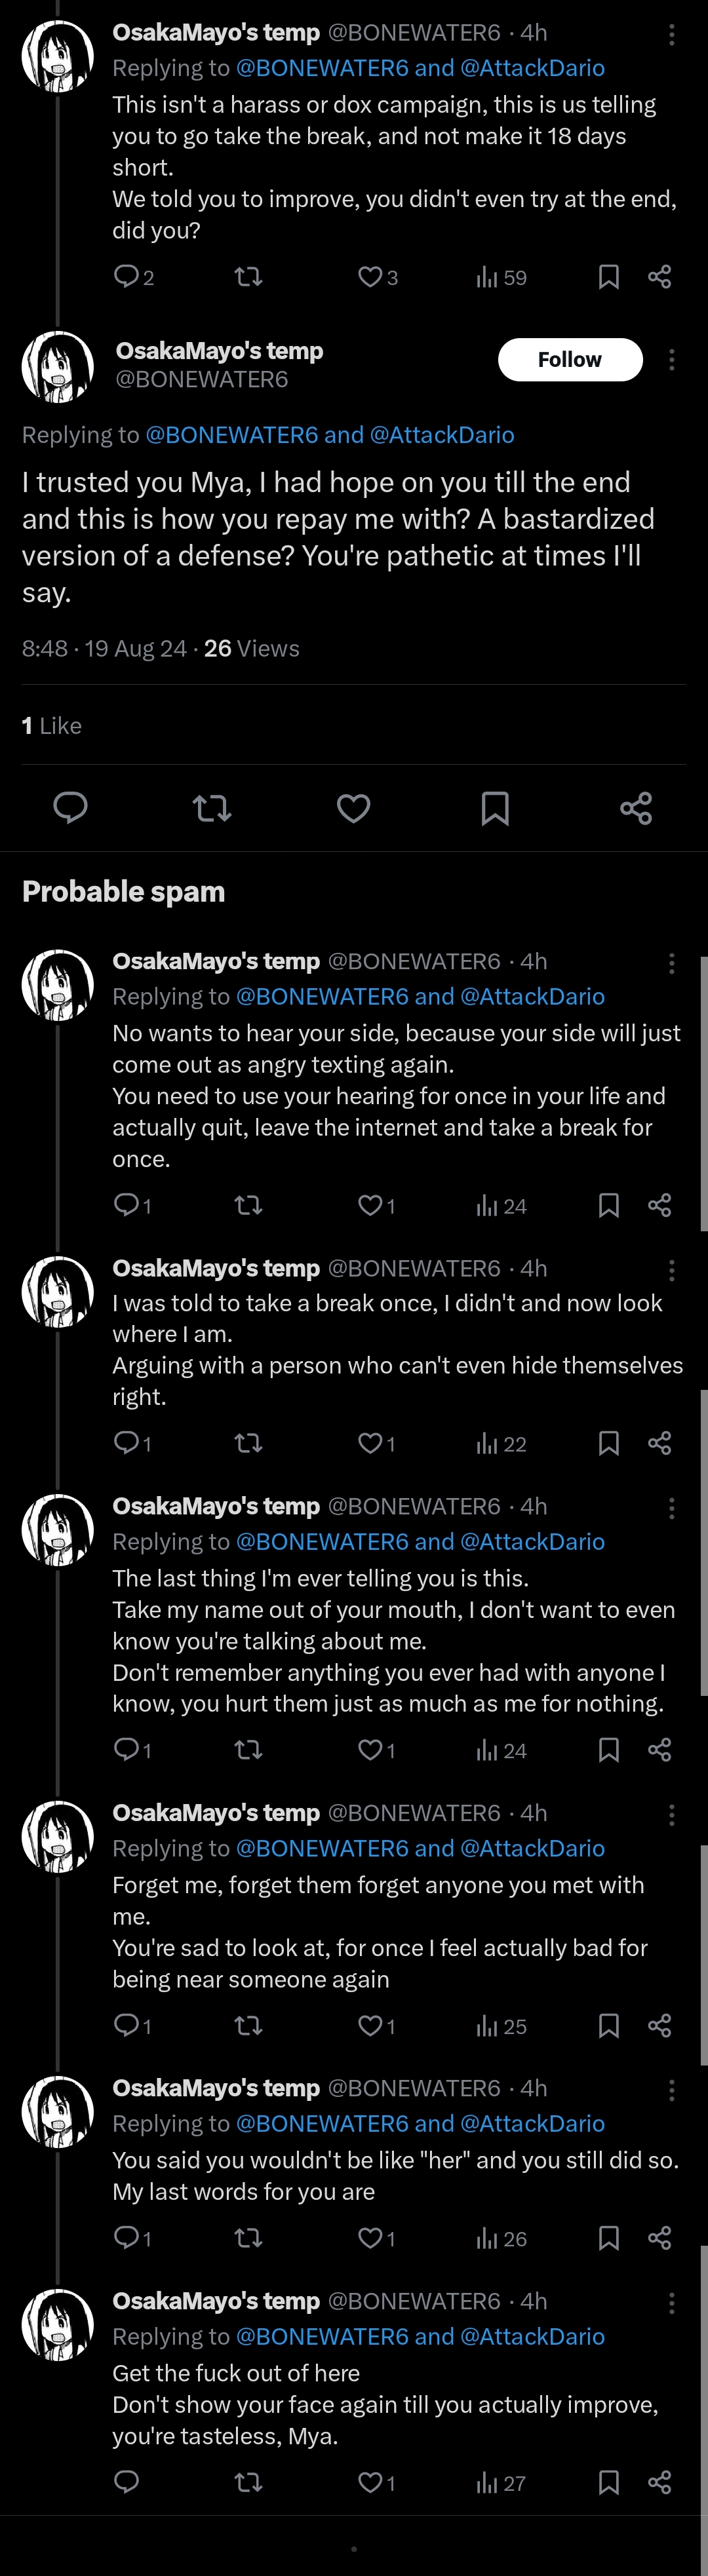 OsakaMayo's temp @BONEWATER6 · 4h
Replying to @BONEWATER6 and @AttackDario
This isn't a harass or dox campaign, this is us telling
you to go take the break, and not make it 18 days
short.
We told you to improve, you didn't even try at the end,
did you?
2 3 59
OsakaMayo's temp
Follow
@BONEWATER6
Replying to @BONEWATER6 and @AttackDario
I trusted you Mya, I had hope on you till the end
and this is how you repay me with? A bastardized
version of a defense? You're pathetic at times I'll
say.
8:48 · 19 Aug 24 · 26 Views
1 Like
Probable spam
OsakaMayo's temp @BONEWATER6 · 4h
Replying to @BONEWATER6 and @AttackDario
No wants to hear your side, because your side will just
come out as angry texting again.
You need to use your hearing for once in your life and
actually quit, leave the internet and take a break for
once.
1 1 24
OsakaMayo's temp @BONEWATER6 · 4h
I was told to take a break once, I didn't and now look
where I am.
Arguing with a person who can't even hide themselves
right.
1 1 22
OsakaMayo's temp @BONEWATER6 · 4h
Replying to @BONEWATER6 and @AttackDario
The last thing I'm ever telling you is this.
Take my name out of your mouth, I don't want to even
know you're talking about me.
Don't remember anything you ever had with anyone I
know, you hurt them just as much as me for nothing.
1 1 24
OsakaMayo's temp @BONEWATER6 · 4h
Replying to @BONEWATER6 and @AttackDario
Forget me, forget them forget anyone you met with
me.
You're sad to look at, for once I feel actually bad for
being near someone again
1 1 25
OsakaMayo's temp @BONEWATER6 · 4h
Replying to @BONEWATER6 and @AttackDario
You said you wouldn't be like "her" and you still did so.
My last words for you are
1 1 26
OsakaMayo's temp @BONEWATER6 · 4h
Replying to @BONEWATER6 and @AttackDario
Get the fuck out of here
Don't show your face again till you actually improve,
you're tasteless, Mya.
1 27